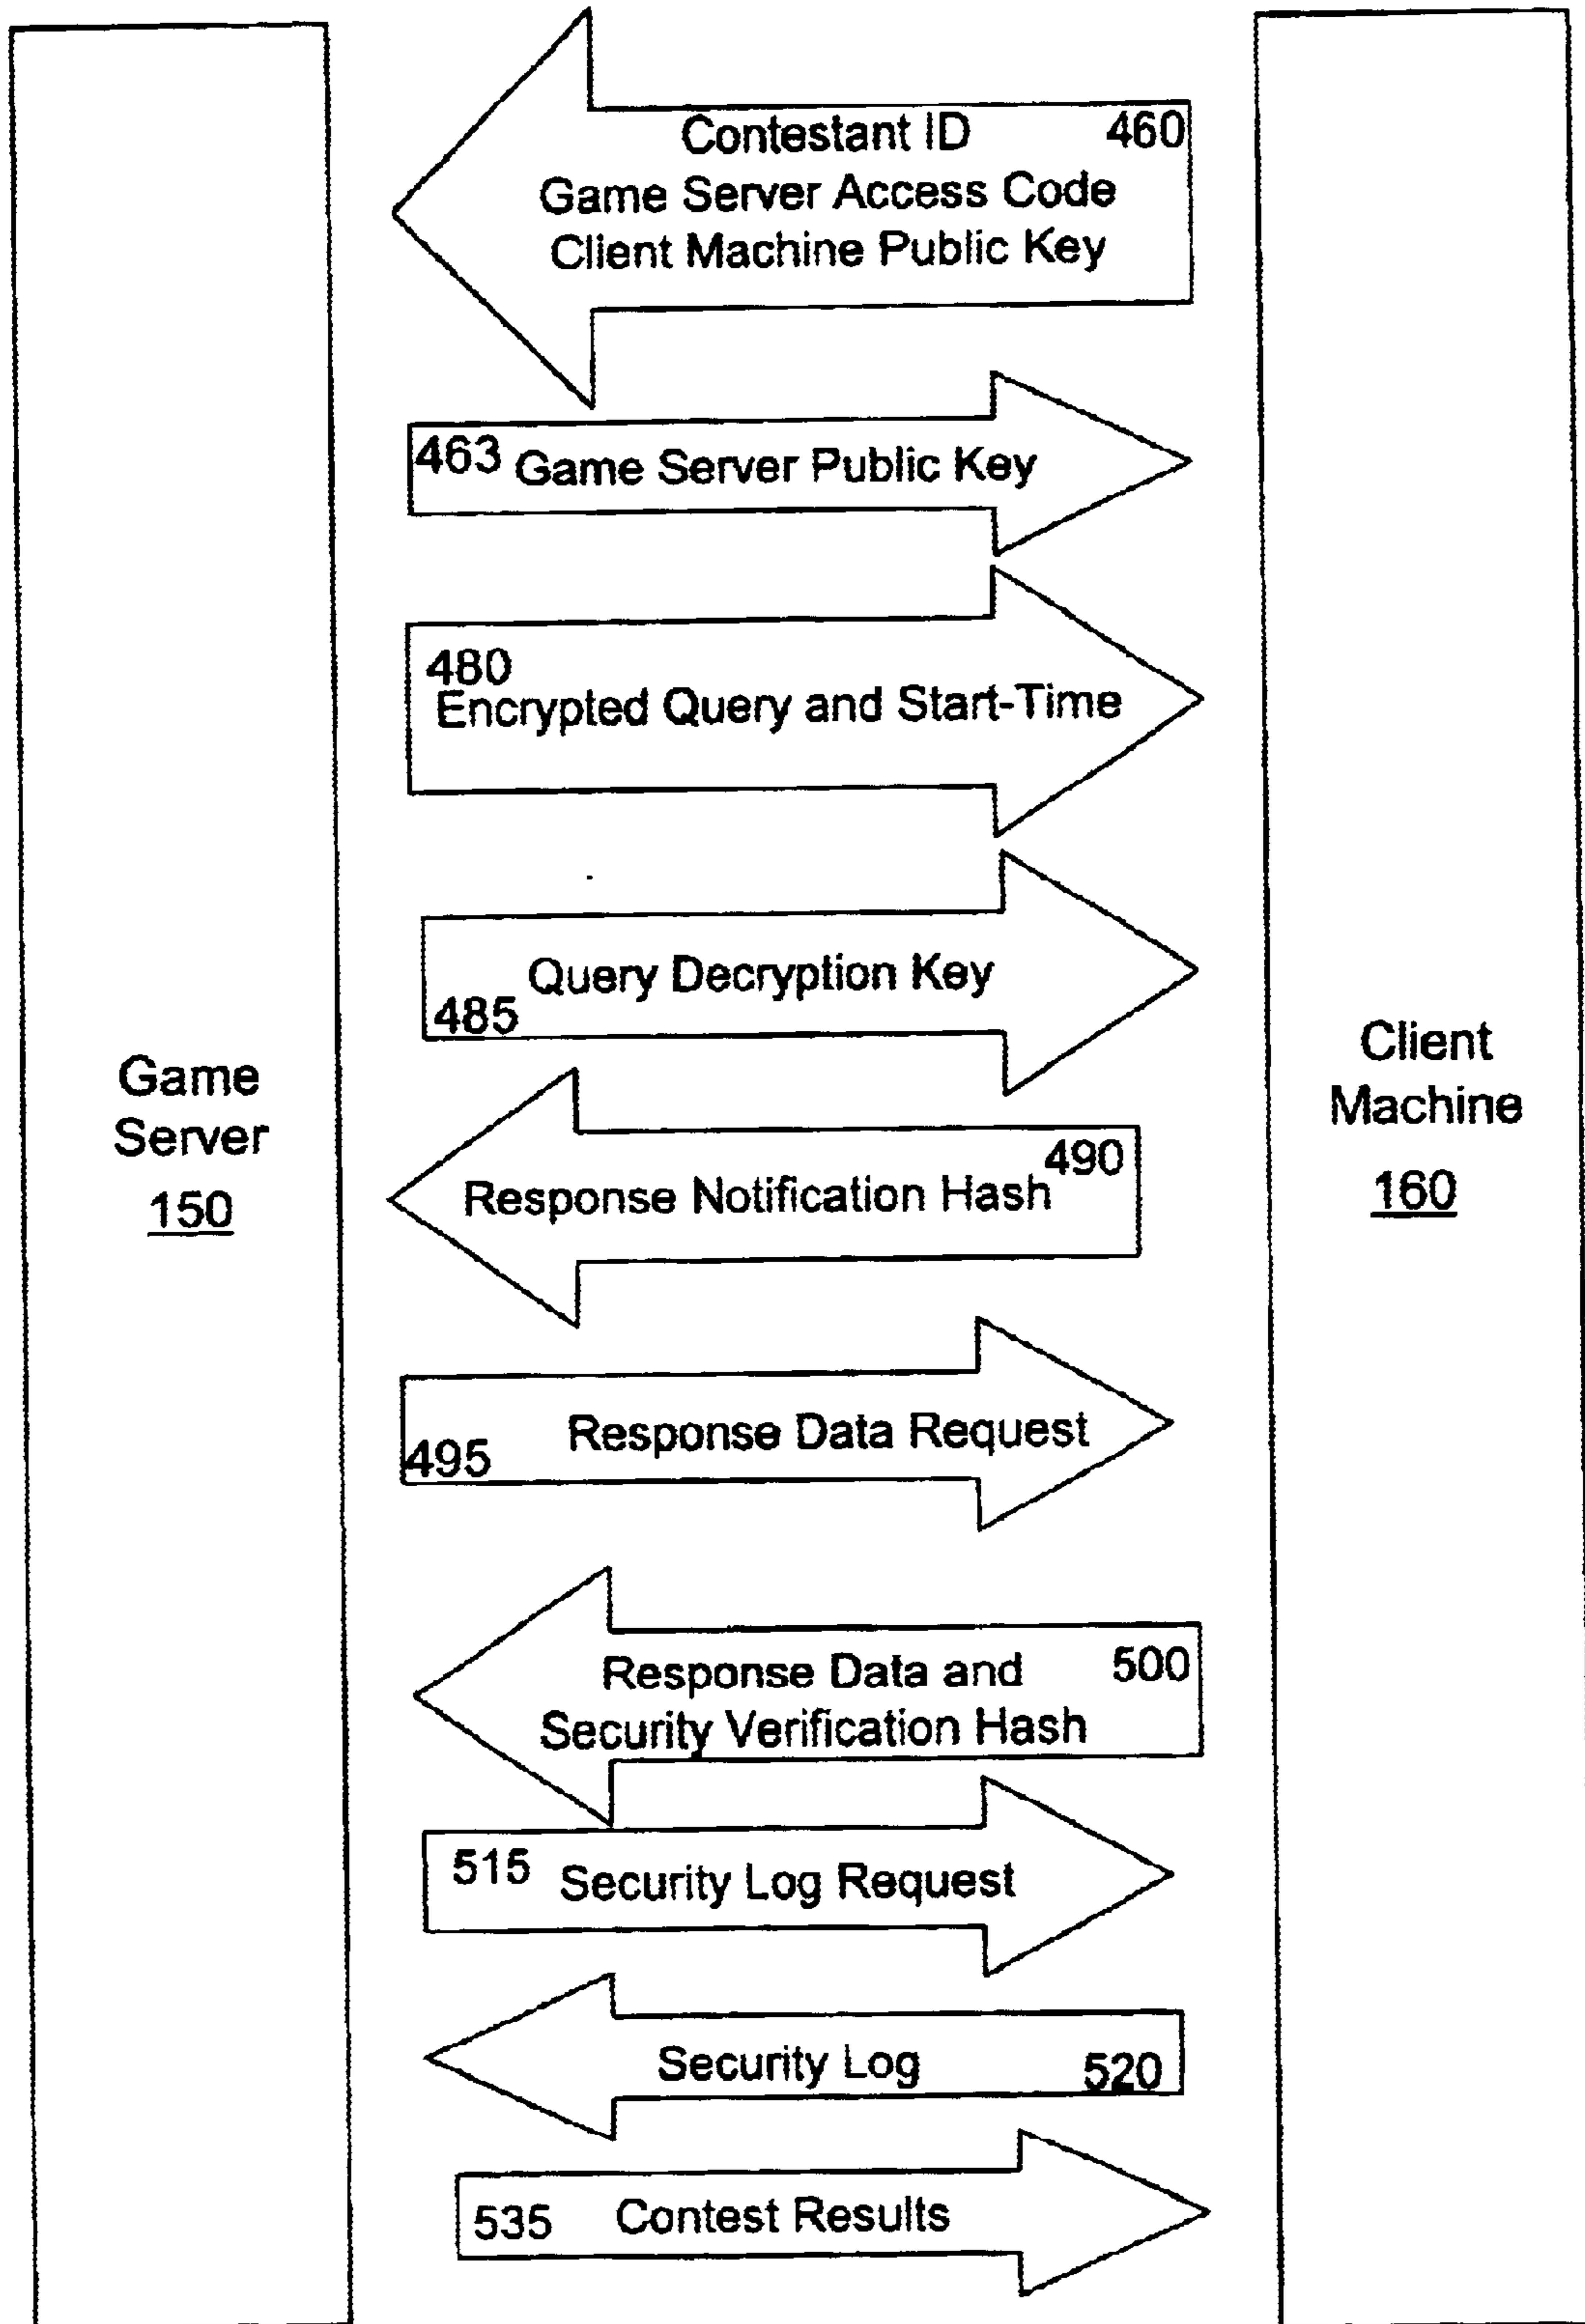 Contestant ID 460
Game Server Access Code
Client Machine Public Key
463 Game Server Public Key
480
Encrypted Query and Start-Time
Query Decryption Key
485
Game
Server
150
Client
Machine
160
490
Response Notification Hash
Response Data Request
495
Response Data and 500
Security Verification Hash
515 Security Log Request
Security Log 520
535 Contest Results